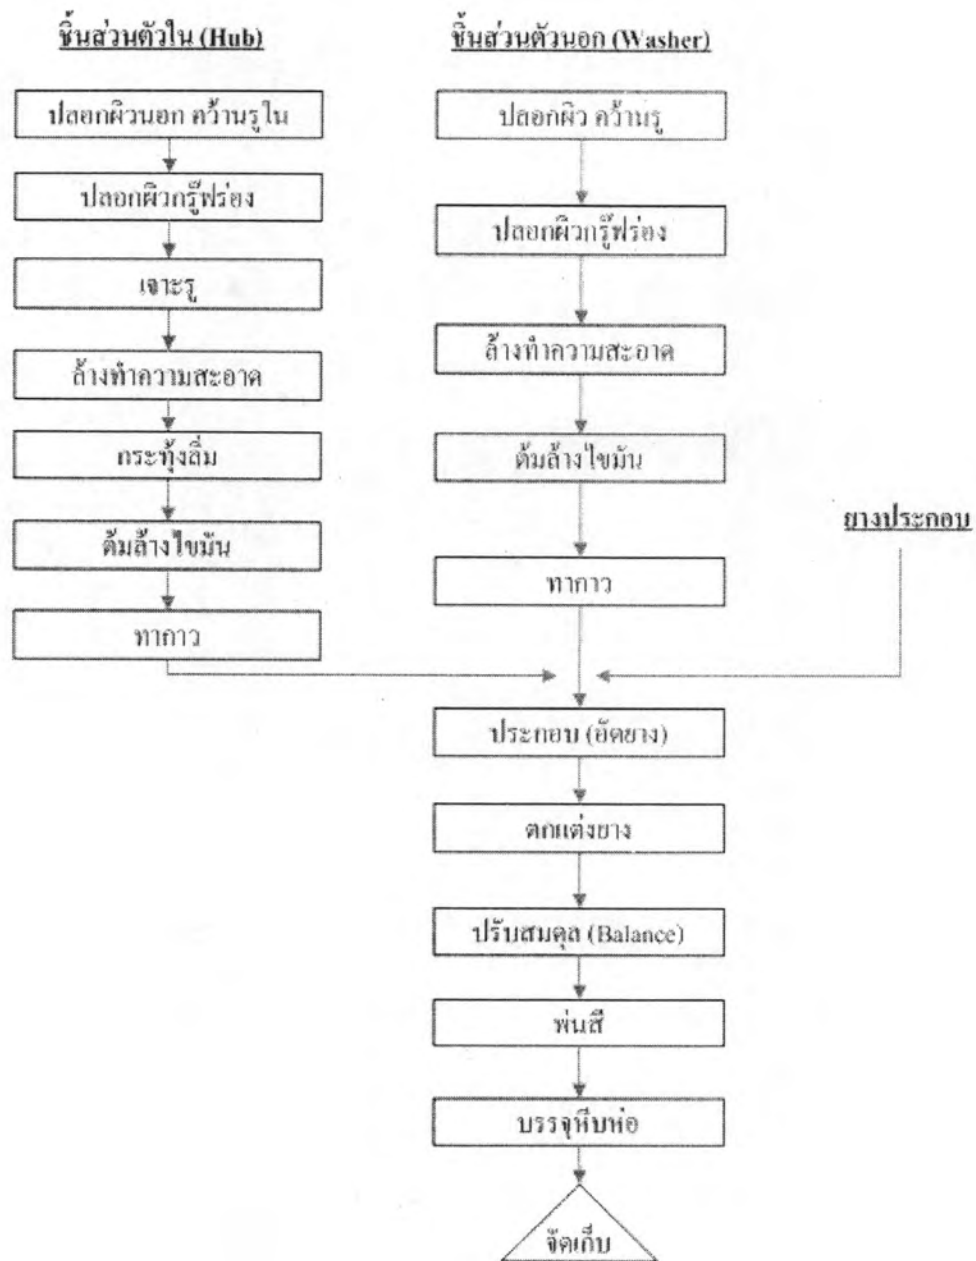 ชิ้นส่วนตัวใน (Hub)
ปลอกผิวนอก คว้านรูใน
ปลอกผิวกรู๊ฟร่อง
เจาะรู
ล้างทำความสะอาด
กระทุ้งลิ่ม
ต้มล้างไขมัน
ทากาว
ชิ้นส่วนตัวนอก (Washer)
ปลอกผิว คว้านรู
ปลอกผิวกรู๊ฟร่อง
ล้างทำความสะอาด
ต้มล้างไขมัน
ทากาว
ยางประกอบ
ประกอบ (อัดยาง)
ตกแต่งยาง
ปรับสมดุล (Balance)
พ่นสี
บรรจุหีบห่อ
จัดเก็บ